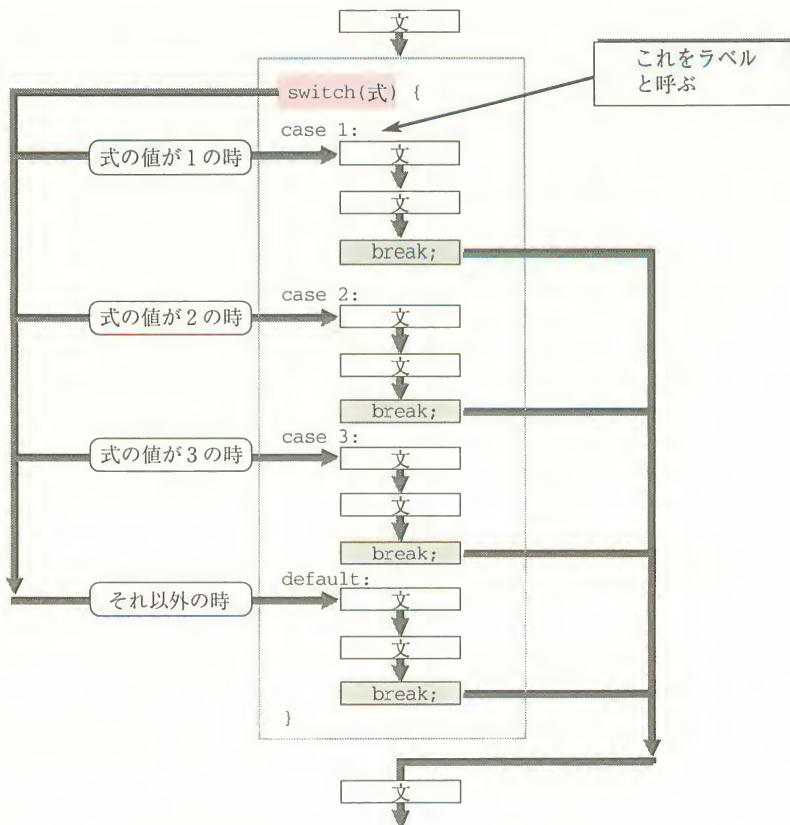 文
これをラベル
と呼ぶ
switch(式) {
case 1:
式の値が1の時
文
文
break;
case 2:
式の値が2の時
文
文
break;
case 3:
式の値が3の時
文
文
break;
default:
それ以外の時
文
文
break;
}
文